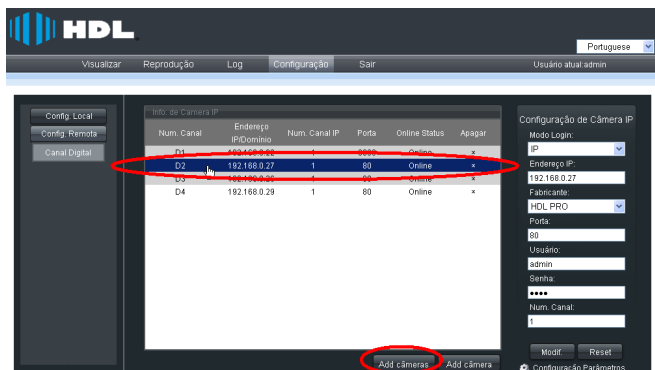 HDL
Portuguese
Visualizar Reprodução Log Configuração Sair Usuário atual:admin
Config. Local
Config. Remota
Canal Digital
Info. de Camera IP
Num. Canal Endereço IP/Domínio Num. Canal IP Porta Online Status Apagar
D1 1 Online ×
D2 192.168.0.27 1 80 Online ×
D3 1 80 Online ×
D4 192.168.0.29 1 80 Online ×
Add câmeras Add câmera
Configuração de Câmera IP
Modo Login:
IP
Endereço IP:
192.168.0.27
Fabricante:
HDL PRO
Porta:
80
Usuário:
admin
Senha:
••••
Num. Canal:
1
Modif. Reset
Configuração Parâmetros